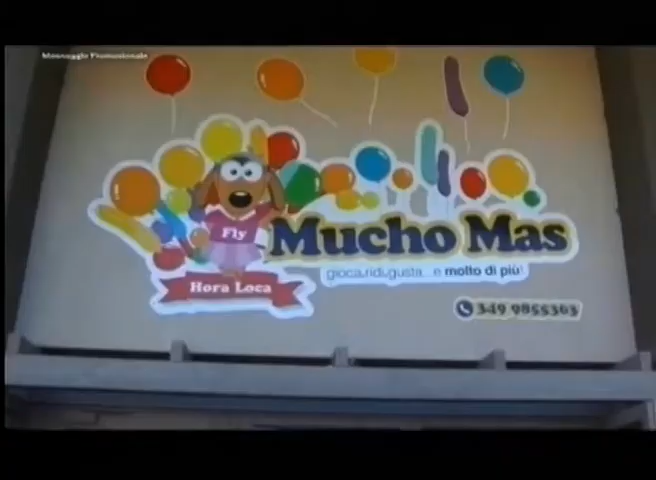 Messaggio Promozionale
Fly
Mucho Mas
gioca,ridi,gusta...e molto di più!
Hora Loca
349 9855363